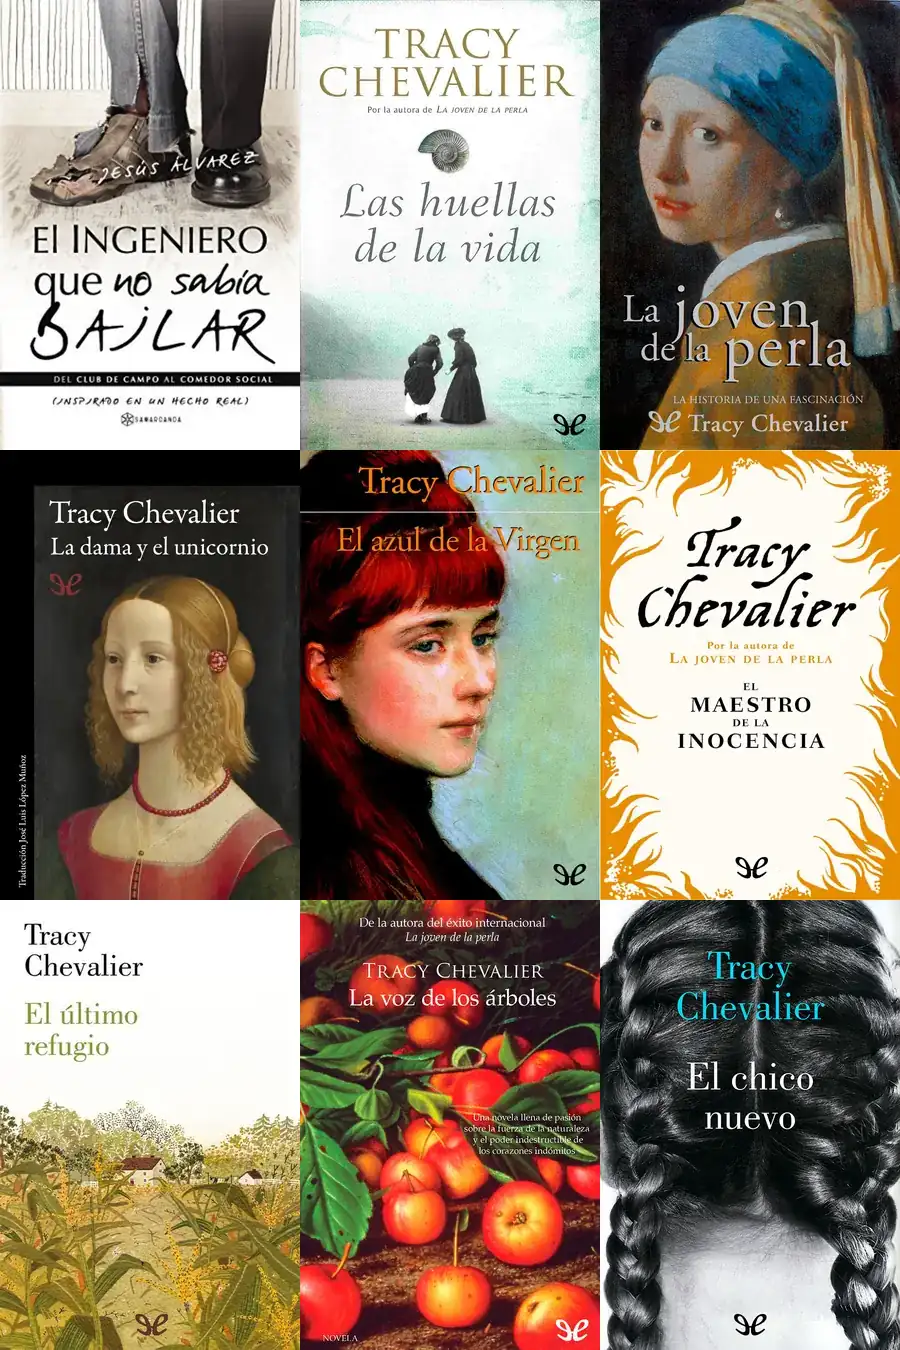 JESÚS ÁLVAREZ
El INGENIERO
que no sabía
BAJLAR
DEL CLUB DE CAMPO AL COMEDOR SOCIAL
(INSPIRADO EN UN HECHO REAL)
SAMARCANDA
TRACY
CHEVALIER
Por la autora de LA JOVEN DE LA PERLA
Las huellas
de la vida
La joven
de la perla
LA HISTORIA DE UNA FASCINACIÓN
Tracy Chevalier
Tracy Chevalier
La dama y el unicornio
Traducción José Luis López Muñoz
Tracy Chevalier
El azul de la Virgen
Tracy
Chevalier
Por la autora de
LA JOVEN DE LA PERLA
EL
MAESTRO
DE LA
INOCENCIA
Tracy
Chevalier
El último
refugio
De la autora del éxito internacional
La joven de la perla
TRACY CHEVALIER
La voz de los árboles
Una novela llena de pasión
sobre la fuerza de la naturaleza
y el poder indestructible de
los corazones indómitos
NOVELA
Tracy
Chevalier
El chico
nuevo